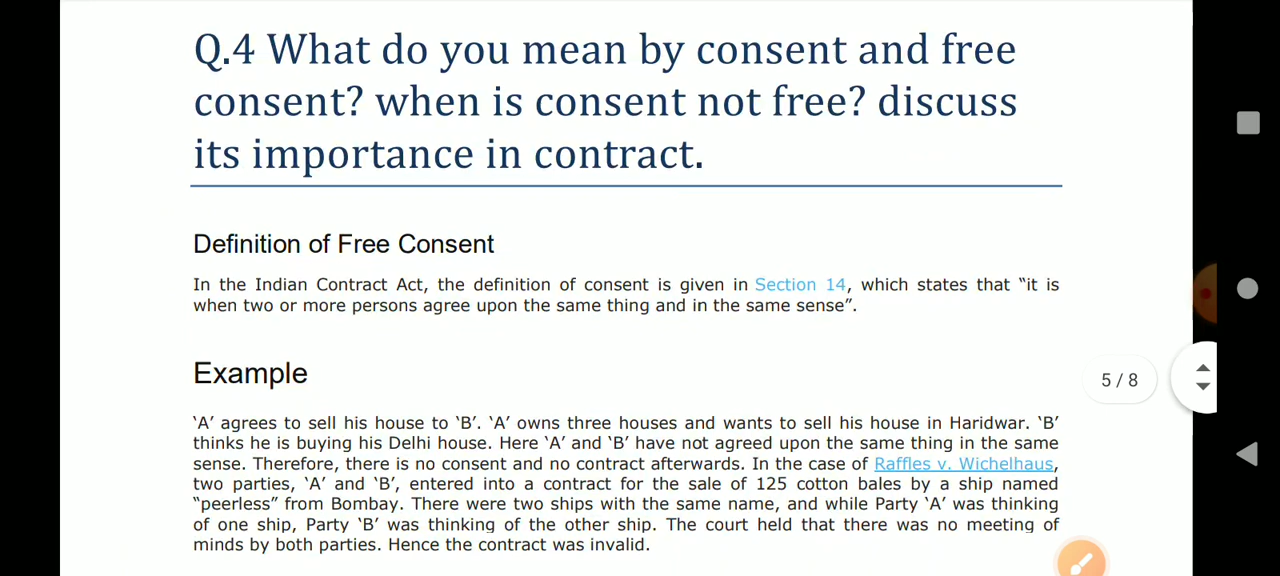 Q.4 What do you mean by consent and free
consent? when is consent not free? discuss
its importance in contract.
Definition of Free Consent
In the Indian Contract Act, the definition of consent is given in Section 14, which states that “it is
when two or more persons agree upon the same thing and in the same sense”.
Example
‘A’ agrees to sell his house to ‘B’. ‘A’ owns three houses and wants to sell his house in Haridwar. ‘B’
thinks he is buying his Delhi house. Here ‘A’ and ‘B’ have not agreed upon the same thing in the same
sense. Therefore, there is no consent and no contract afterwards. In the case of Raffles v. Wichelhaus,
two parties, ‘A’ and ‘B’, entered into a contract for the sale of 125 cotton bales by a ship named
“peerless” from Bombay. There were two ships with the same name, and while Party ‘A’ was thinking
of one ship, Party ‘B’ was thinking of the other ship. The court held that there was no meeting of
minds by both parties. Hence the contract was invalid.
5 / 8